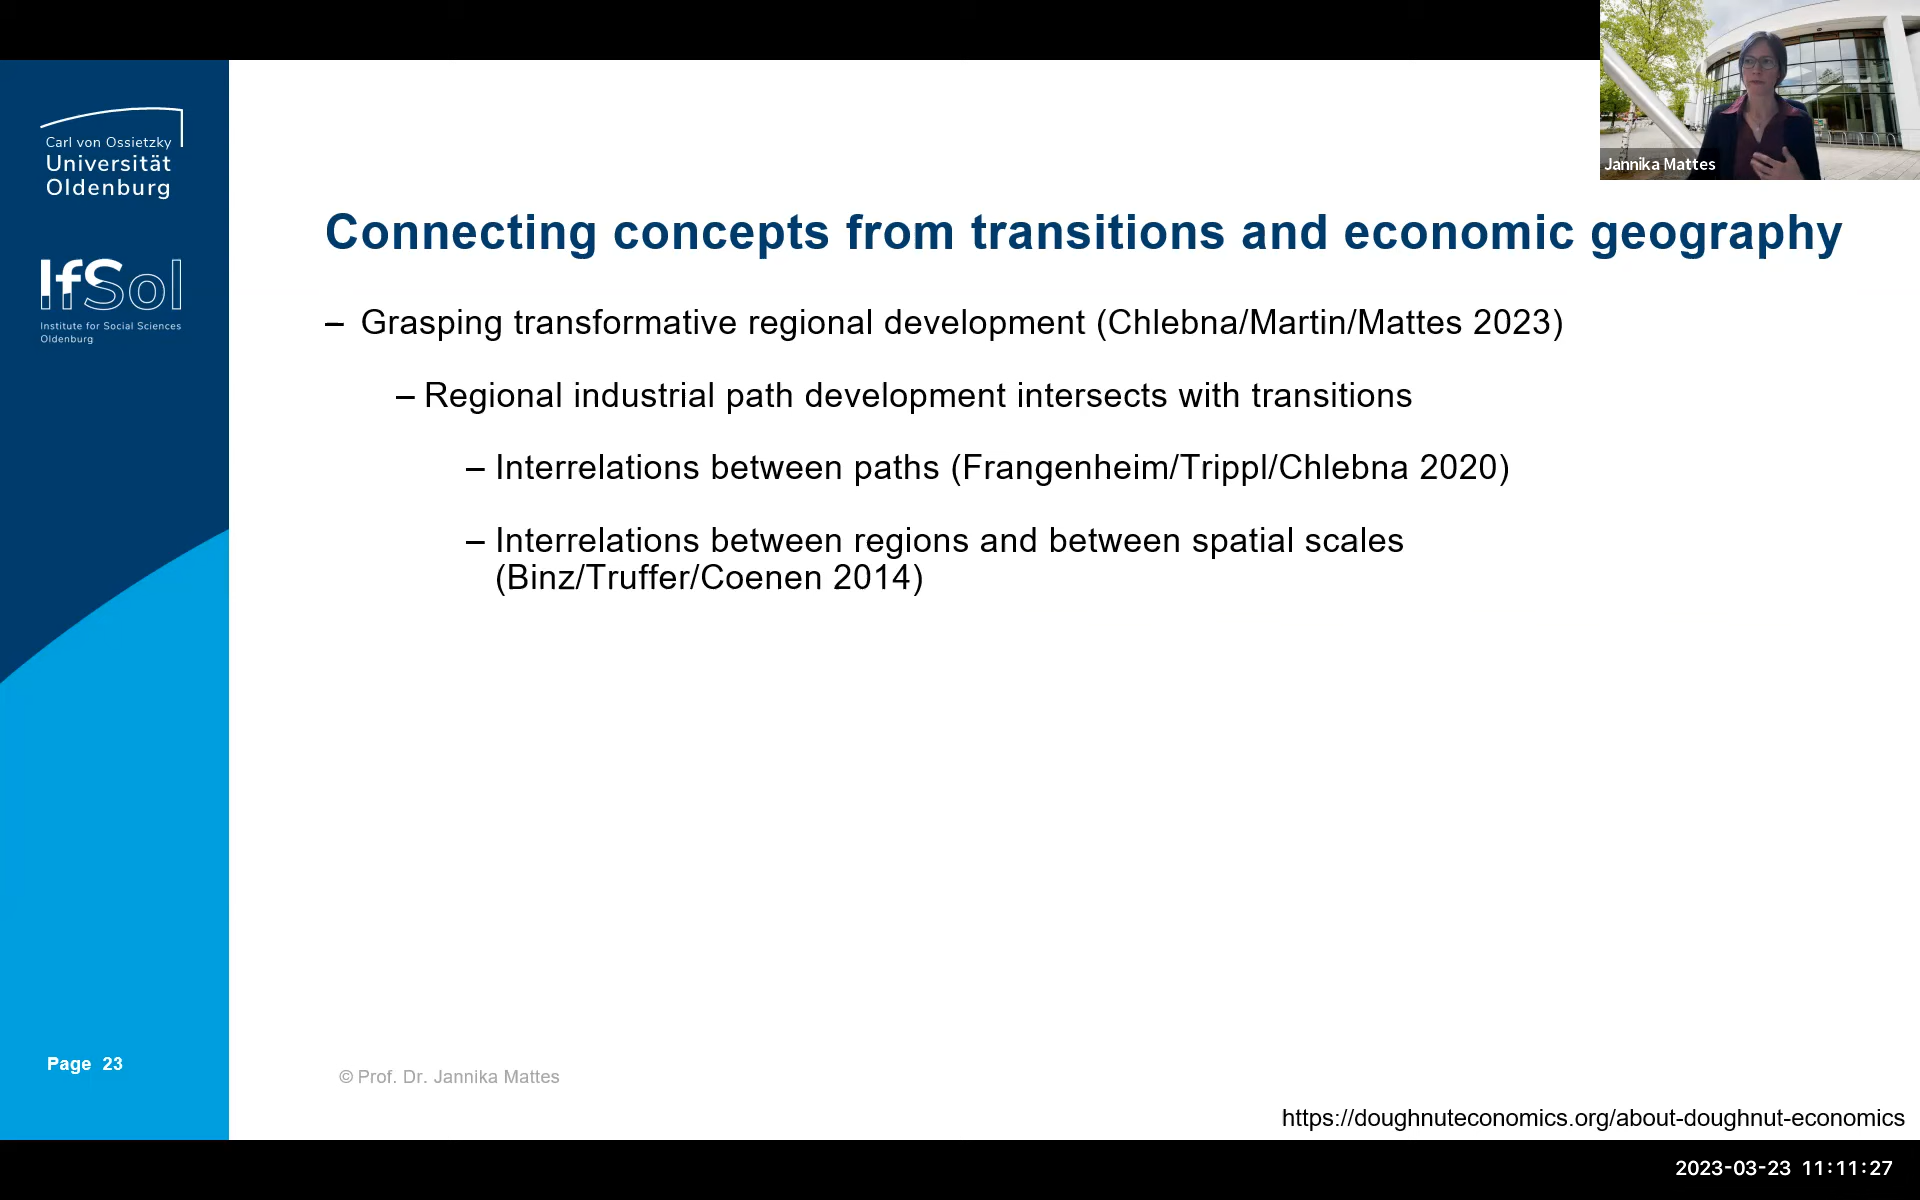 Carl von Ossietzky
Universität
Oldenburg
IfSol
Institute for Social Sciences
Oldenburg
Jannika Mattes
Connecting concepts from transitions and economic geography
– Grasping transformative regional development (Chlebna/Martin/Mattes 2023)
– Regional industrial path development intersects with transitions
– Interrelations between paths (Frangenheim/Trippl/Chlebna 2020)
– Interrelations between regions and between spatial scales
(Binz/Truffer/Coenen 2014)
Page 23
© Prof. Dr. Jannika Mattes
https://doughnuteconomics.org/about-doughnut-economics
2023-03-23 11:11:27